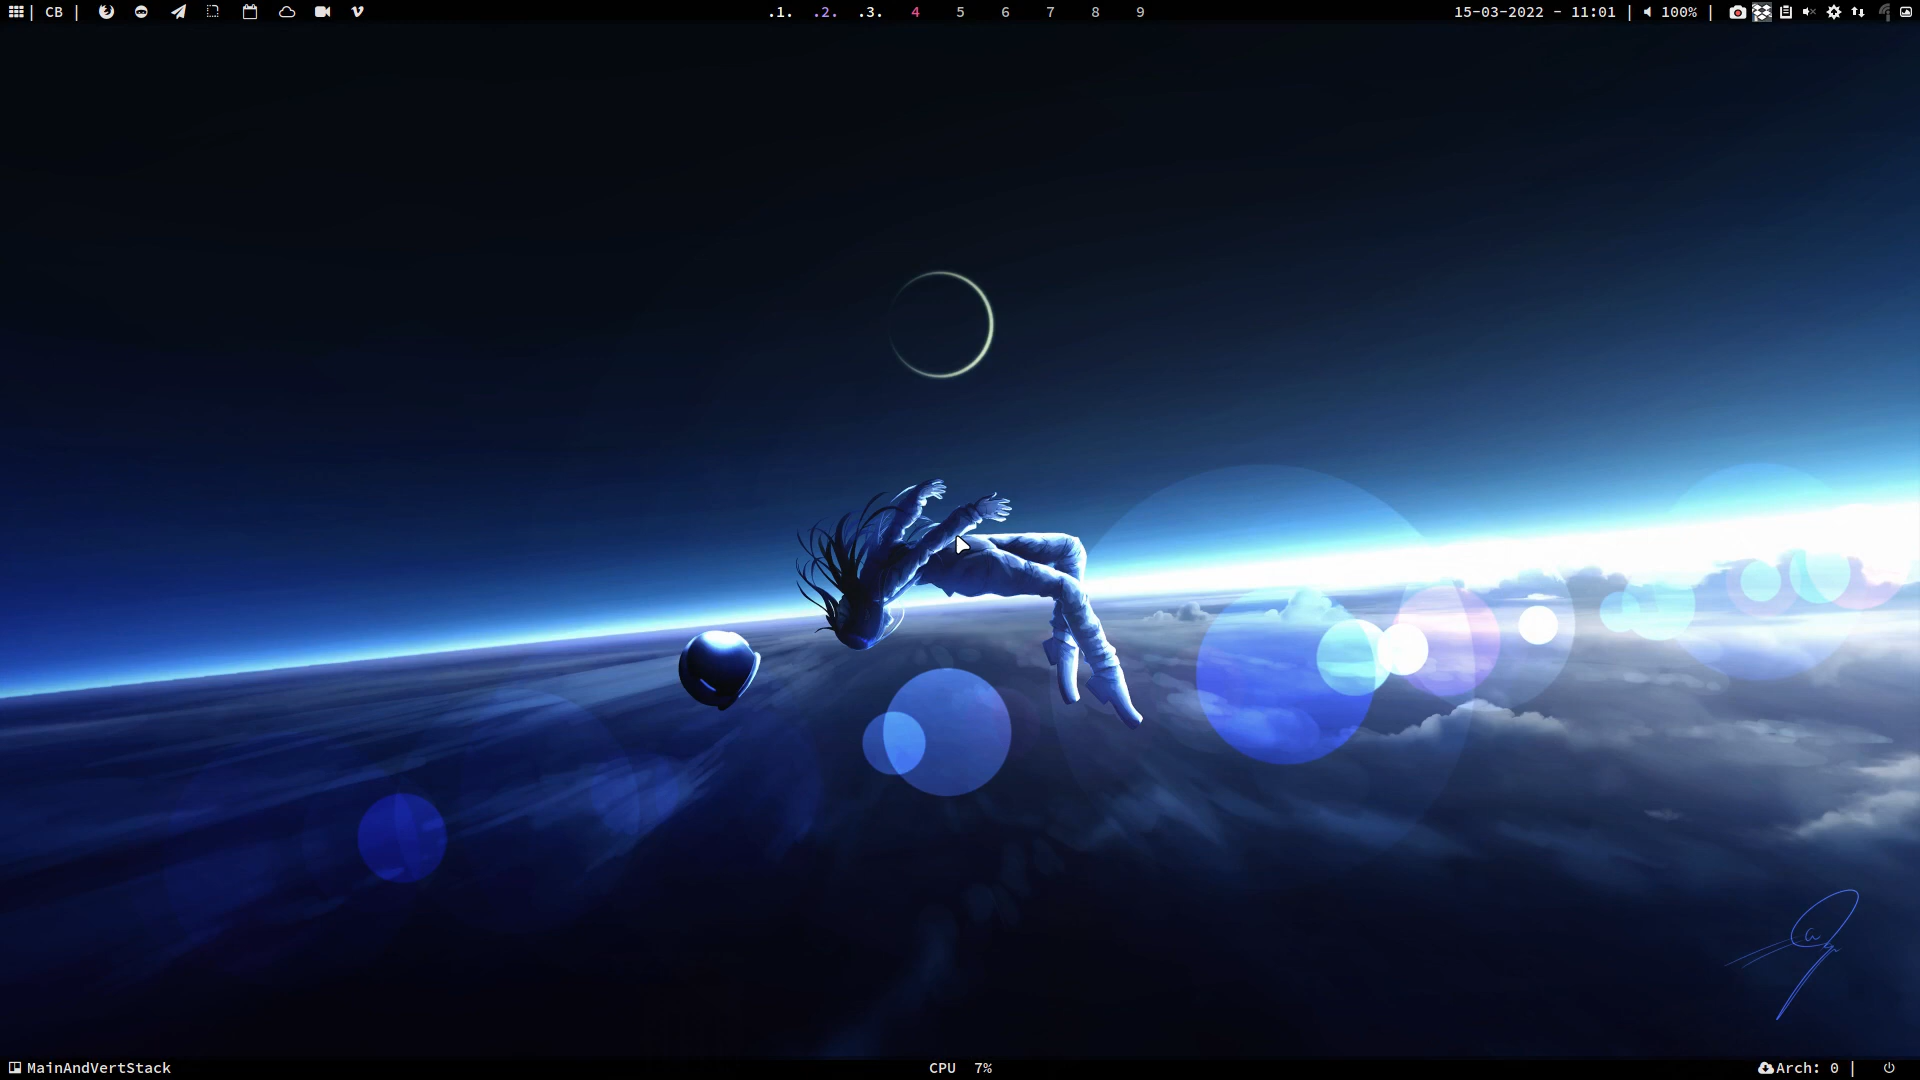 | CB |
.1. .2. .3. 4 5 6 7 8 9
15-03-2022 - 11:01 | 100% |
MainAndVertStack
CPU 7%
Arch: 0 |